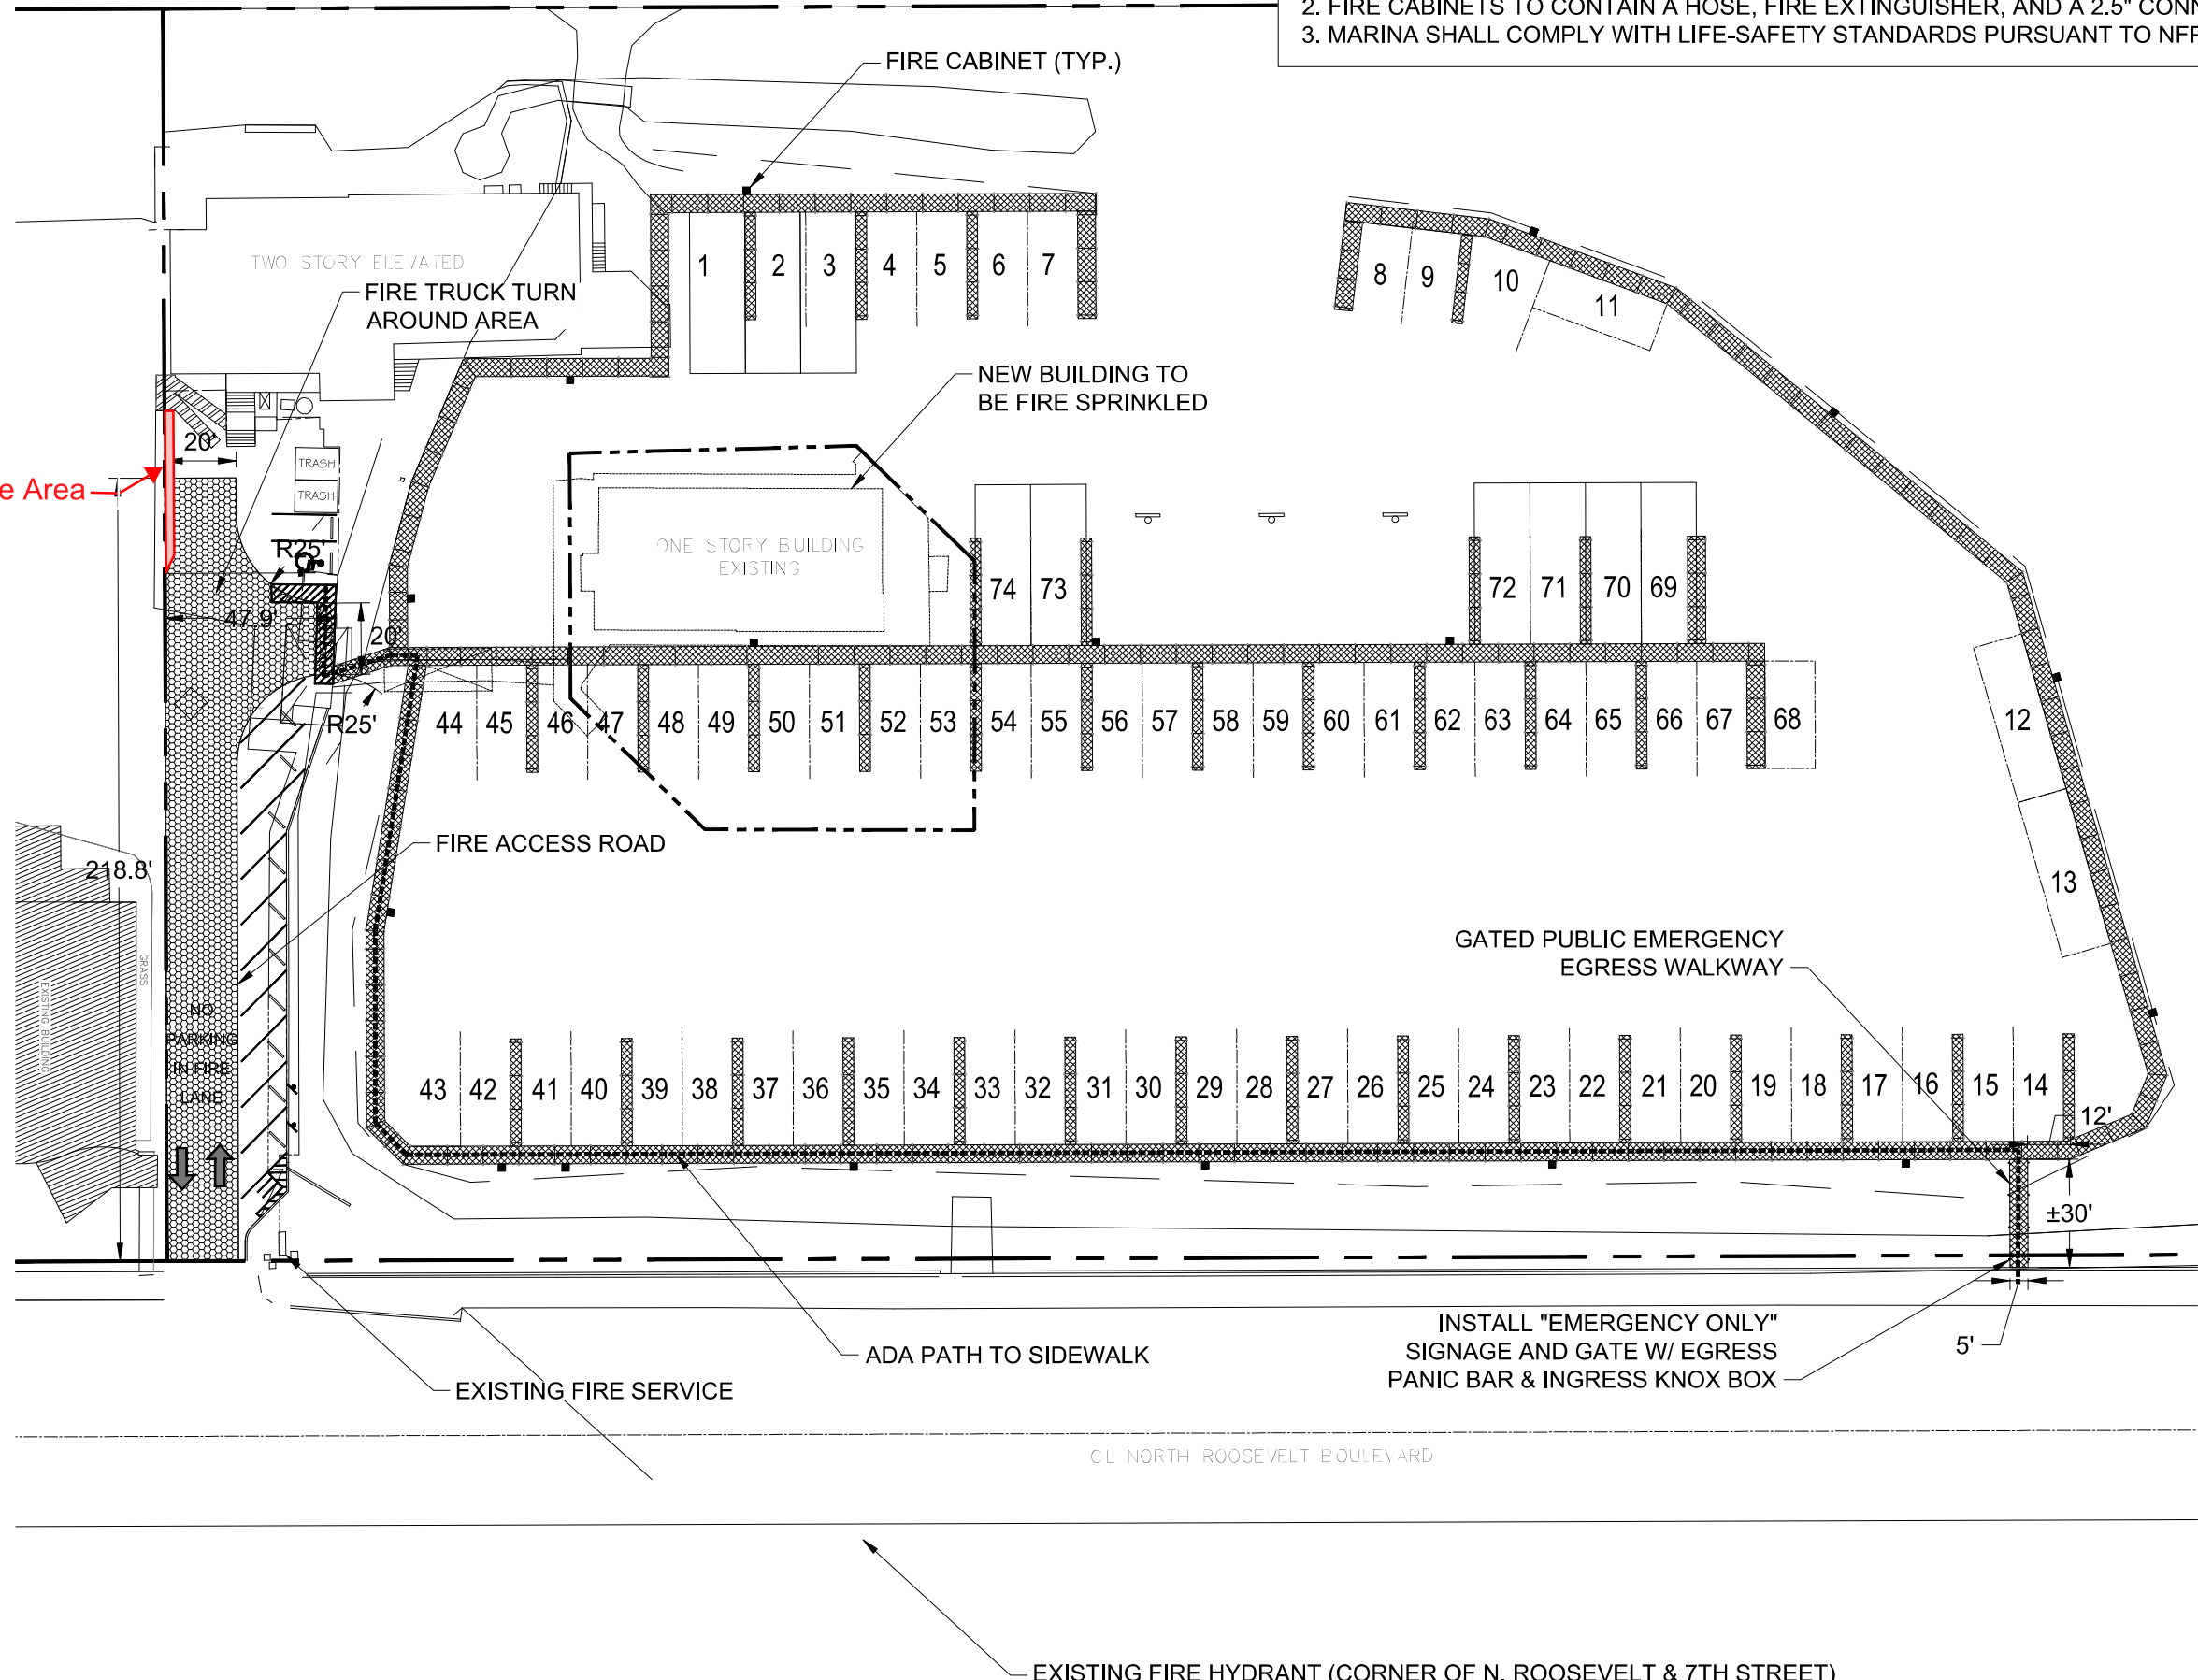 2. FIRE CABINETS TO CONTAIN A HOSE, FIRE EXTINGUISHER, AND A 2.5"
3. MARINA SHALL COMPLY WITH LIFE-SAFETY STANDARDS PURSUANT TO
FIRE CABINET (TYP.)
TWO STORY ELEVATED
FIRE TRUCK TURN
AROUND AREA
1 2 3 4 5 6 7
8 9 10 11
NEW BUILDING TO
BE FIRE SPRINKLED
20'
TRASH
TRASH
Area
R25'
ONE STORY BUILDING
EXISTING
74 73
72 71 70 69
47.9'
20'
R25'
44 45 46 47 48 49 50 51 52 53 54 55 56 57 58 59 60 61 62 63 64 65 66 67 68
12
13
FIRE ACCESS ROAD
218.8'
GRASS
EXISTING BUILDING
GATED PUBLIC EMERGENCY
EGRESS WALKWAY
NO
PARKING
IN FIRE
LANE
43 42 41 40 39 38 37 36 35 34 33 32 31 30 29 28 27 26 25 24 23 22 21 20 19 18 17 16 15 14
12'
±30'
INSTALL "EMERGENCY ONLY"
SIGNAGE AND GATE W/ EGRESS
PANIC BAR & INGRESS KNOX BOX
5'
ADA PATH TO SIDEWALK
EXISTING FIRE SERVICE
CL NORTH ROOSEVELT BOULEVARD
EXISTING FIRE HYDRANT (CORNER OF N. ROOSEVELT & 7TH STREET)